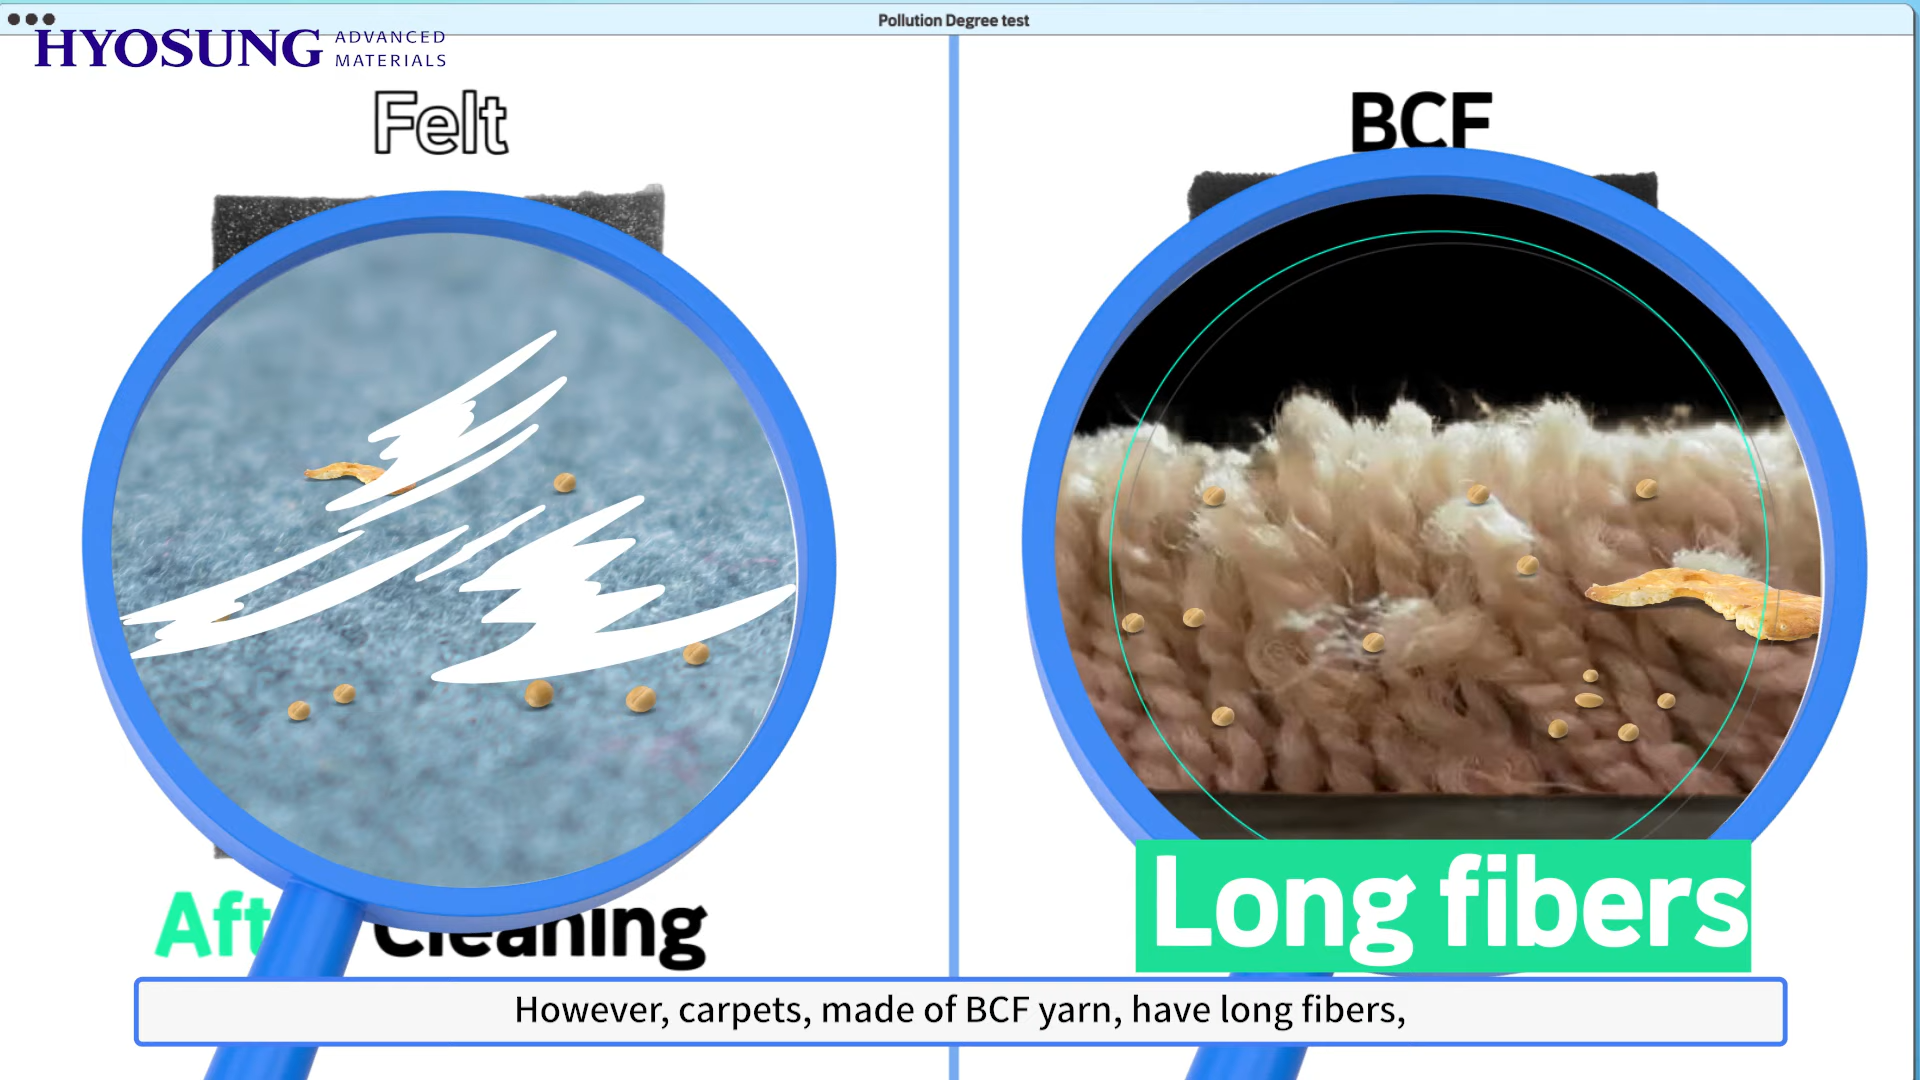 Pollution Degree test
HYOSUNG ADVANCED
MATERIALS
Felt
BCF
After Cleaning
Long fibers
However, carpets, made of BCF yarn, have long fibers,